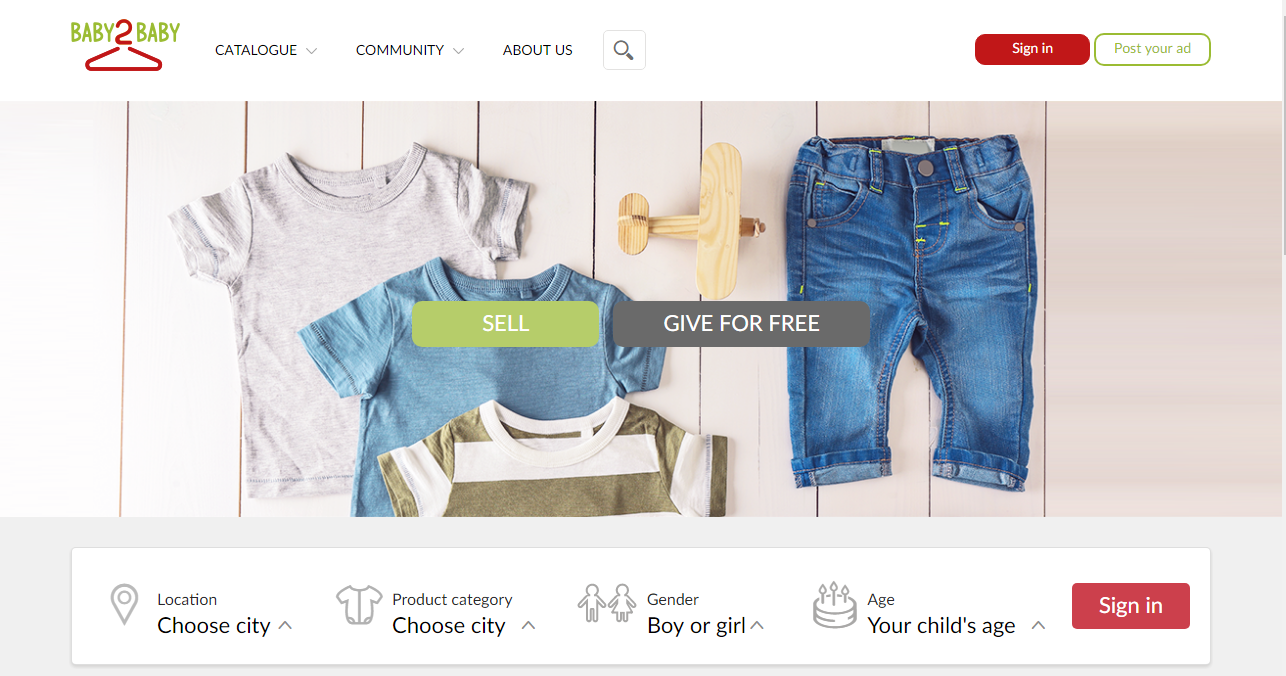 BABY2BABY
CATALOGUE
COMMUNITY
ABOUT US
Sign in
Post your ad
SELL
GIVE FOR FREE
Location
Choose city
Product category
Choose city
Gender
Boy or girl
Age
Your child's age
Sign in